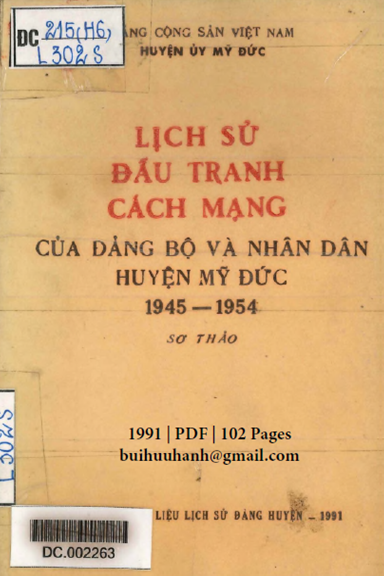 DC 215(H6)
L302S
ĐẢNG CỘNG SẢN VIỆT NAM
HUYỆN ỦY MỸ ĐỨC
LỊCH SỬ
ĐẤU TRANH
CÁCH MẠNG
CỦA ĐẢNG BỘ VÀ NHÂN DÂN
HUYỆN MỸ ĐỨC
1945 — 1954
SƠ THẢO
L302S
1991 | PDF | 102 Pages
buihuuhanh@gmail.com
LIỆU LỊCH SỬ ĐẢNG HUYỆN – 1991
DC.002263